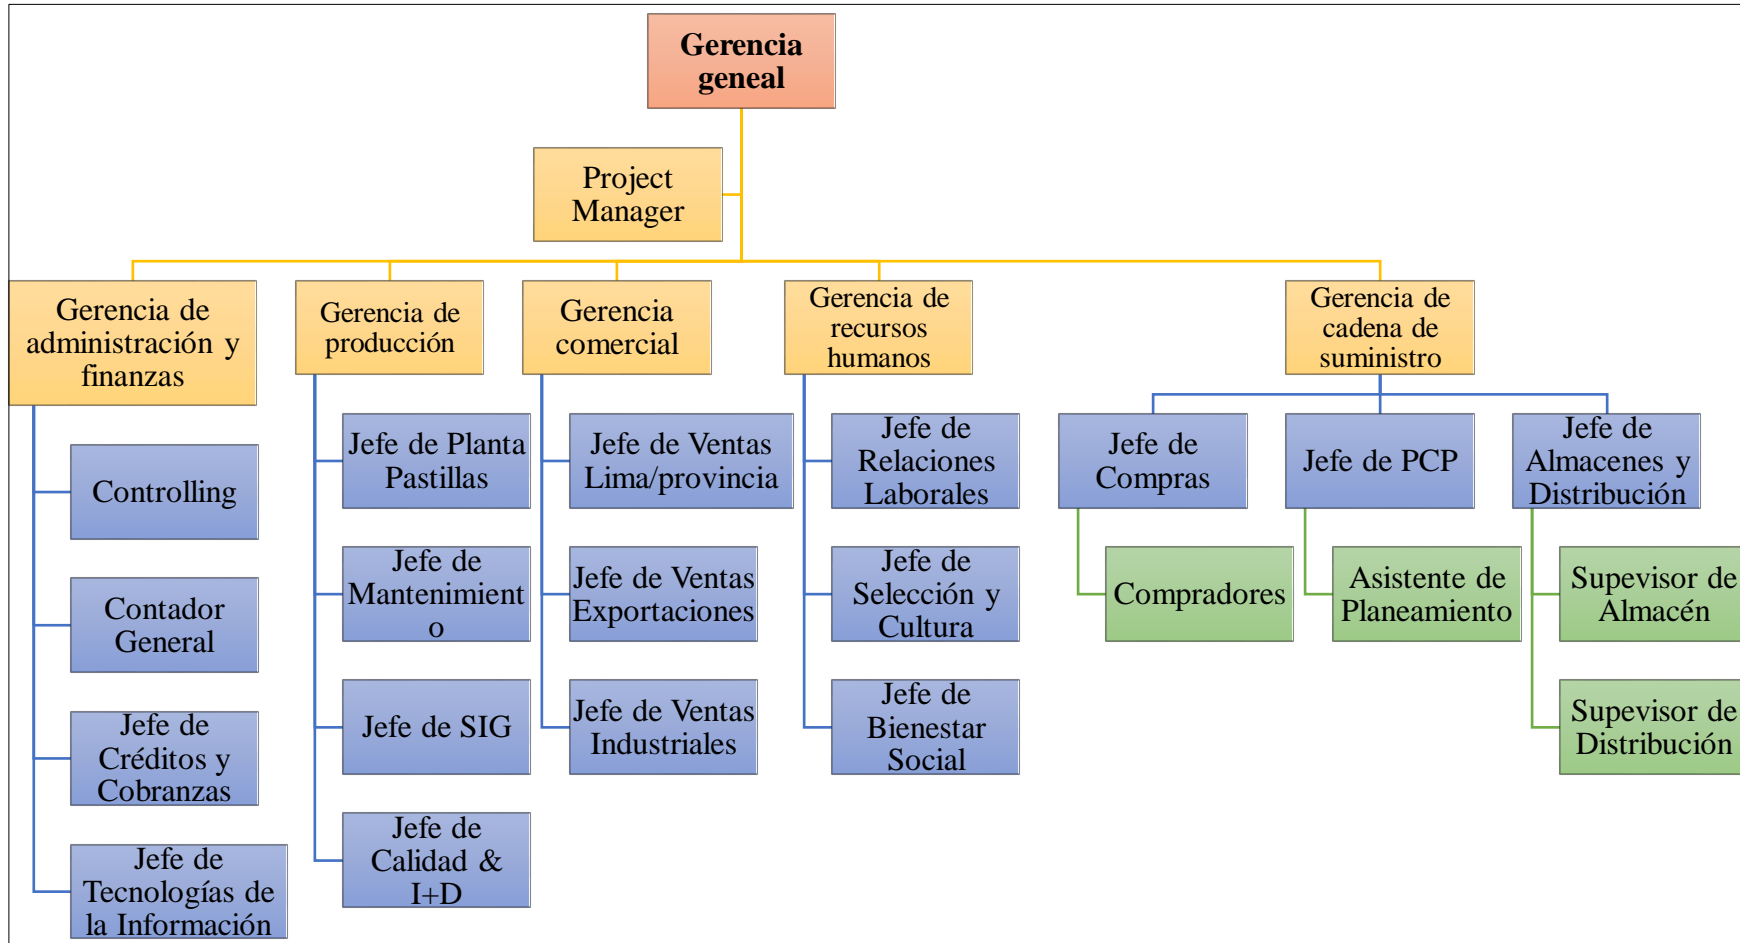 Gerencia
geneal
Project
Manager
Gerencia de
administración y
finanzas
Gerencia de
producción
Gerencia
comercial
Gerencia de
recursos
humanos
Gerencia de
cadena de
suministro
Controlling
Contador
General
Jefe de
Créditos y
Cobranzas
Jefe de
Tecnologías de
la Información
Jefe de Planta
Pastillas
Jefe de
Mantenimient
o
Jefe de SIG
Jefe de
Calidad &
I+D
Jefe de Ventas
Lima/provincia
Jefe de Ventas
Exportaciones
Jefe de Ventas
Industriales
Jefe de
Relaciones
Laborales
Jefe de
Selección y
Cultura
Jefe de
Bienestar
Social
Jefe de
Compras
Compradores
Jefe de PCP
Asistente de
Planeamiento
Jefe de
Almacenes y
Distribución
Supevisor de
Almacén
Supevisor de
Distribución